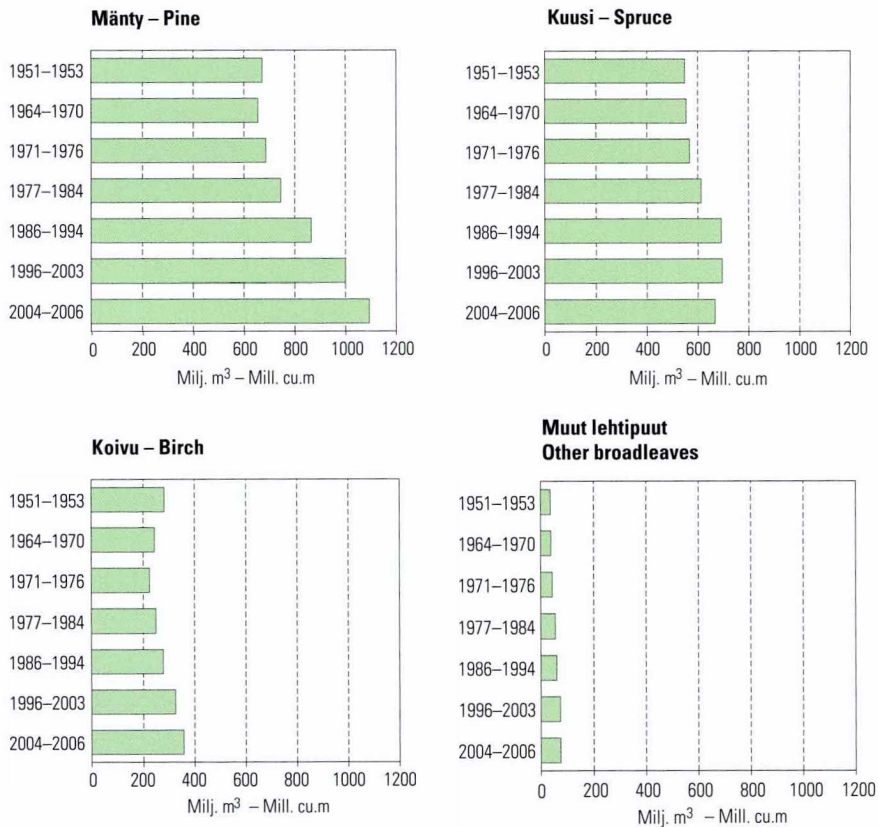 Mänty – Pine
1951–1953
1964–1970
1971–1976
1977–1984
1986–1994
1996–2003
2004–2006
0 200 400 600 800 1000 1200
Milj. m³ – Mill. cu.m
Kuusi – Spruce
1951–1953
1964–1970
1971–1976
1977–1984
1986–1994
1996–2003
2004–2006
0 200 400 600 800 1000 1200
Milj. m³ – Mill. cu.m
Koivu – Birch
1951–1953
1964–1970
1971–1976
1977–1984
1986–1994
1996–2003
2004–2006
0 200 400 600 800 1000 1200
Milj. m³ – Mill. cu.m
Muut lehtipuut
Other broadleaves
1951–1953
1964–1970
1971–1976
1977–1984
1986–1994
1996–2003
2004–2006
0 200 400 600 800 1000 1200
Milj. m³ – Mill. cu.m